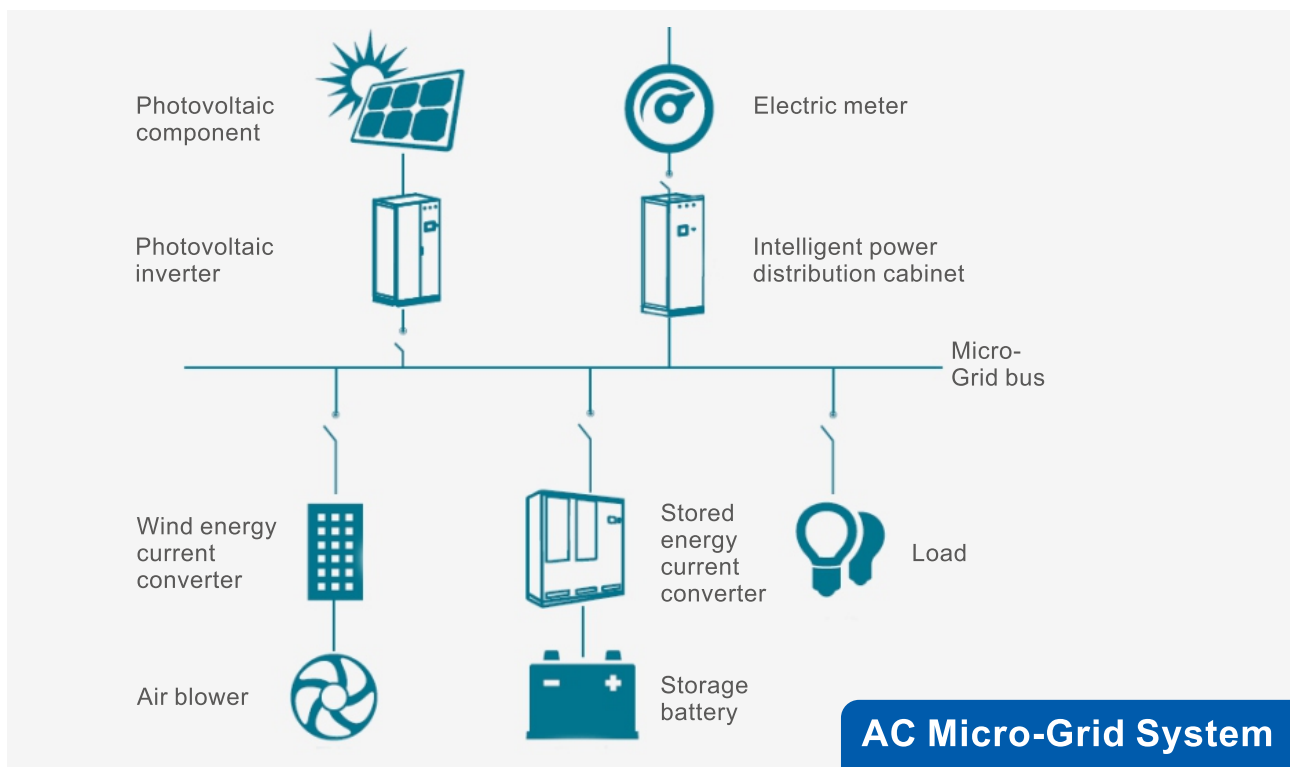 Photovoltaic
component
Electric meter
Photovoltaic
inverter
Intelligent power
distribution cabinet
Micro-
Grid bus
Wind energy
current
converter
Stored
energy
current
converter
Load
Air blower
Storage
battery
AC Micro-Grid System